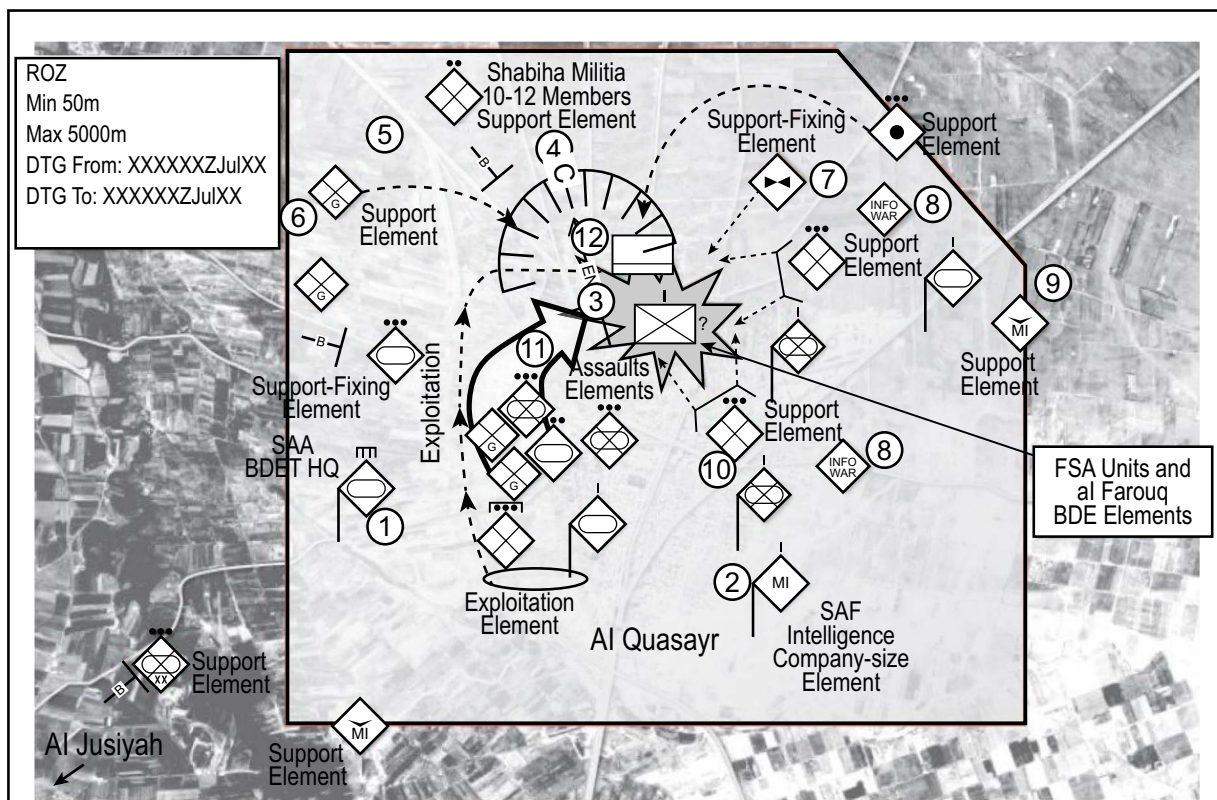 ROZ
Min 50m
Max 5000m
DTG From: XXXXXXZJulXX
DTG To: XXXXXXZJulXX
Shabiha Militia
10-12 Members
Support Element
B
5
4
C
Support-Fixing
Element
7
Support
Element
INFO
WAR
8
G
6
Support
Element
12
EN
Support
Element
G
3
?
9
MI
Support
Element
B
Support-Fixing
Element
Exploitation
11
Assaults
Elements
G
G
Support
Element
10
INFO
WAR
8
FSA Units and
al Farouq
BDE Elements
SAA
BDET HQ
1
Exploitation
Element
2
MI
SAF
Intelligence
Company-size
Element
Al Quasayr
B
XX
Support
Element
MI
Support
Element
Al Jusiyah